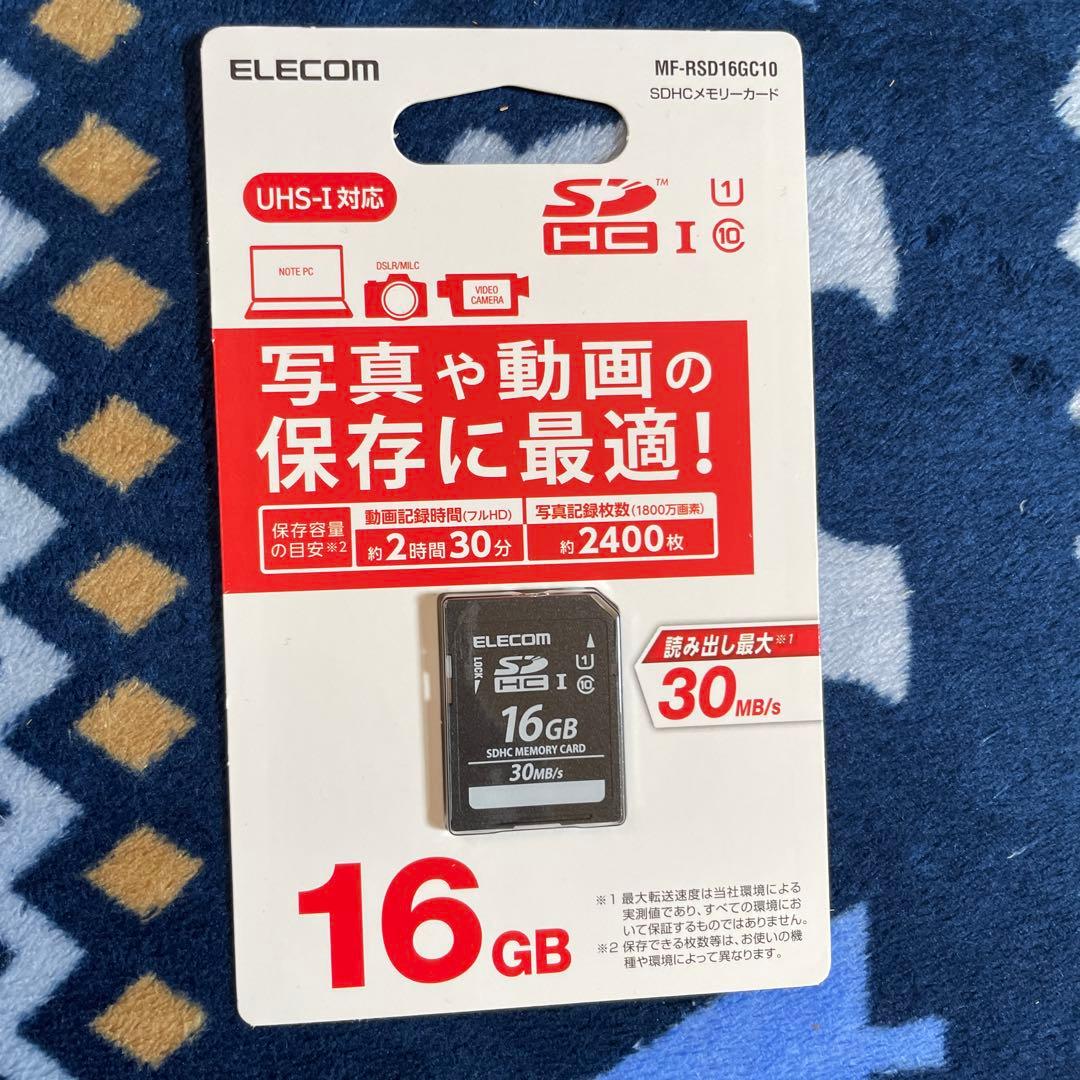 ELECOM
MF-RSD16GC10
SDHCメモリーカード
UHS-I 対応
SD™
HC I
1
10
NOTE PC
DSLR/MILC
VIDEO
CAMERA
写真や動画の
保存に最適!
保存容量
の目安※2
動画記録時間(フルHD)
約2時間30分
写真記録枚数(1800万画素)
約2400枚
ELECOM
LOCK
SD
HC I
1
10
16GB
SDHC MEMORY CARD
30MB/s
読み出し最大※1
30MB/s
16GB
※1 最大転送速度は当社環境による
実測値であり、すべての環境にお
いて保証するものではありません。
※2 保存できる枚数等は、お使いの機
種や環境によって異なります。